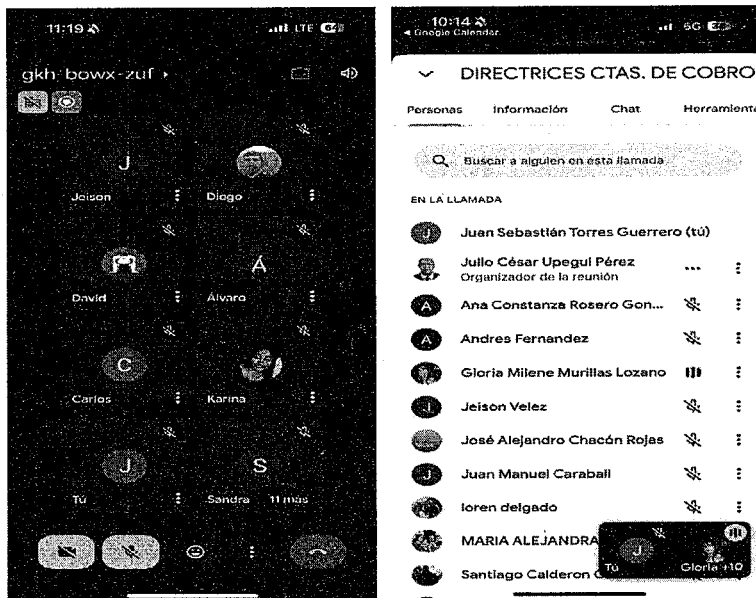 11:19
LTE 64
gkh-bowx-zuf
J
Jeison
Diego
David
Á
Álvaro
C
Carlos
Karina
J
Tú
S
Sandra 11 más
10:14
5G
Google Calendar
DIRECTRICES CTAS. DE COBRO
Personas Información Chat Herramienta
Buscar a alguien en esta llamada
EN LA LLAMADA
J Juan Sebastián Torres Guerrero (tú)
Julio César Upegui Pérez
Organizador de la reunión
A Ana Constanza Rosero Gon...
A Andres Fernandez
Gloria Milene Murillas Lozano
J Jeison Velez
José Alejandro Chacón Rojas
J Juan Manuel Caraball
loren delgado
MARIA ALEJANDRA
Santiago Calderon
J
Tú
Gloria +10